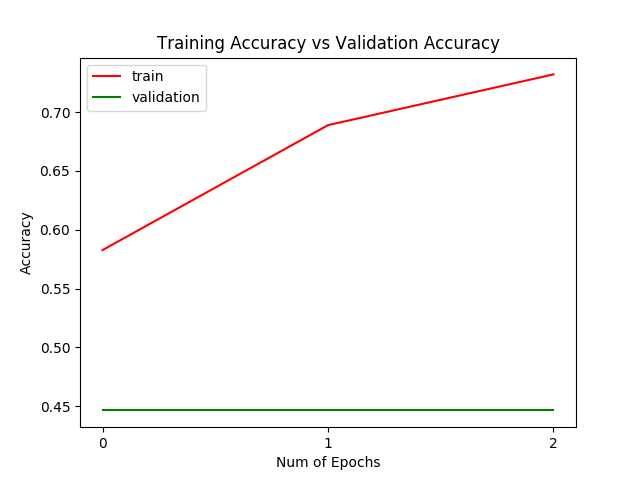 Training Accuracy vs Validation Accuracy
train
validation
0.70
0.65
0.60
0.55
0.50
0.45
Accuracy
0 1 2
Num of Epochs